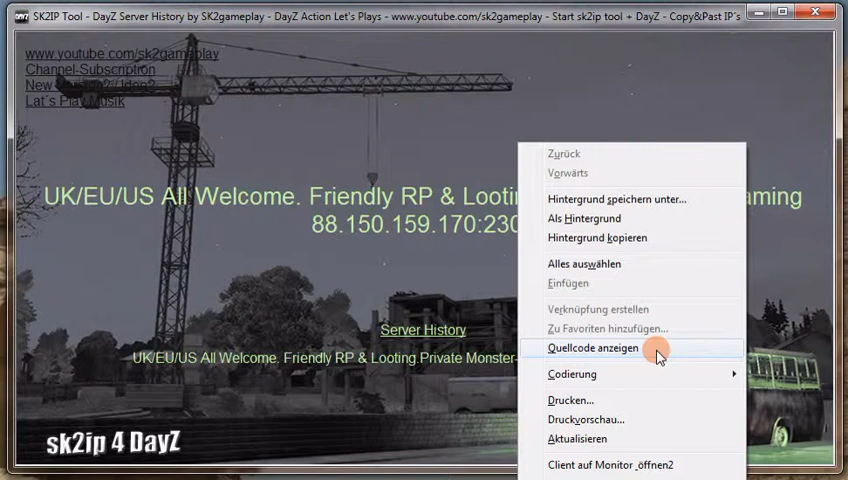 SK2IP Tool - DayZ Server History by SK2gameplay - DayZ Action Let's Plays - www.youtube.com/sk2gameplay - Start sk2ip tool + DayZ - Copy&Past IP´s
www.youtube.com/sk2gameplay
Channel-Subscription
New
Lat´s Play Musik
UK/EU/US All Welcome. Friendly RP & Looti
aming
88.150.159.170:230
Server History
UK/EU/US All Welcome. Friendly RP & Looting.Private Monster-
sk2ip 4 DayZ
Zurück
Vorwärts
Hintergrund speichern unter...
Als Hintergrund
Hintergrund kopieren
Alles auswählen
Einfügen
Verknüpfung erstellen
Zu Favoriten hinzufügen...
Quellcode anzeigen
Codierung
Drucken...
Druckvorschau...
Aktualisieren
Client auf Monitor _öffnen2